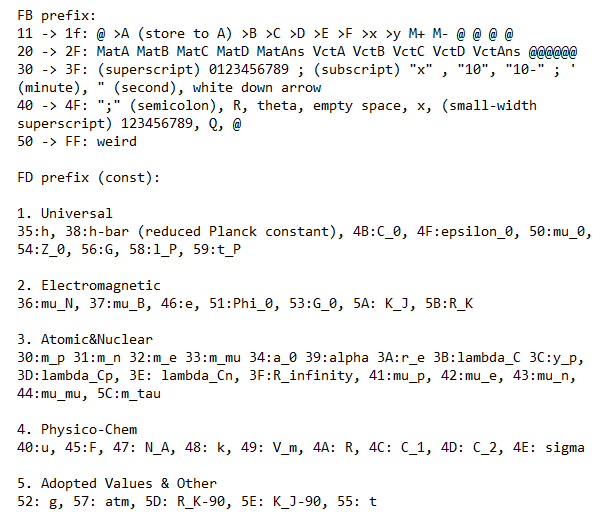 FB prefix:
11 -> 1f: @ >A (store to A) >B >C >D >E >F >x >y M+ M- @ @ @ @
20 -> 2F: MatA MatB MatC MatD MatAns VctA VctB VctC VctD VctAns @@@@@@
30 -> 3F: (superscript) 0123456789 ; (subscript) "x" , "10", "10-" ; '
(minute), " (second), white down arrow
40 -> 4F: ";" (semicolon), R, theta, empty space, x, (small-width
superscript) 123456789, Q, @
50 -> FF: weird
FD prefix (const):
1. Universal
35:h, 38:h-bar (reduced Planck constant), 4B:C_0, 4F:epsilon_0, 50:mu_0,
54:Z_0, 56:G, 58:l_P, 59:t_P
2. Electromagnetic
36:mu_N, 37:mu_B, 46:e, 51:Phi_0, 53:G_0, 5A: K_J, 5B:R_K
3. Atomic&Nuclear
30:m_p 31:m_n 32:m_e 33:m_mu 34:a_0 39:alpha 3A:r_e 3B:lambda_C 3C:y_p,
3D:lambda_Cp, 3E: lambda_Cn, 3F:R_infinity, 41:mu_p, 42:mu_e, 43:mu_n,
44:mu_mu, 5C:m_tau
4. Physico-Chem
40:u, 45:F, 47: N_A, 48: k, 49: V_m, 4A: R, 4C: C_1, 4D: C_2, 4E: sigma
5. Adopted Values & Other
52: g, 57: atm, 5D: R_K-90, 5E: K_J-90, 55: t